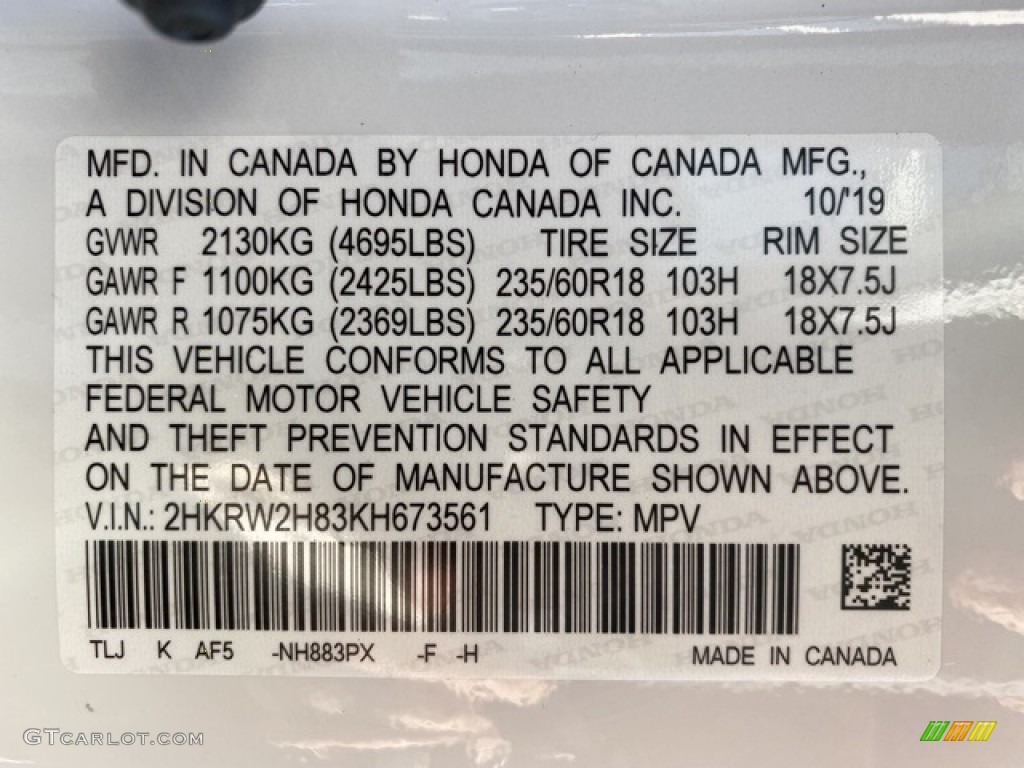 MFD. IN CANADA BY HONDA OF CANADA MFG.,
A DIVISION OF HONDA CANADA INC. 10/'19
GVWR 2130KG (4695LBS) TIRE SIZE RIM SIZE
GAWR F 1100KG (2425LBS) 235/60R18 103H 18X7.5J
GAWR R 1075KG (2369LBS) 235/60R18 103H 18X7.5J
THIS VEHICLE CONFORMS TO ALL APPLICABLE
FEDERAL MOTOR VEHICLE SAFETY
AND THEFT PREVENTION STANDARDS IN EFFECT
ON THE DATE OF MANUFACTURE SHOWN ABOVE.
V.I.N.: 2HKRW2H83KH673561 TYPE: MPV
TLJ K AF5 -NH883PX -F -H MADE IN CANADA
GTCARLOT.COM